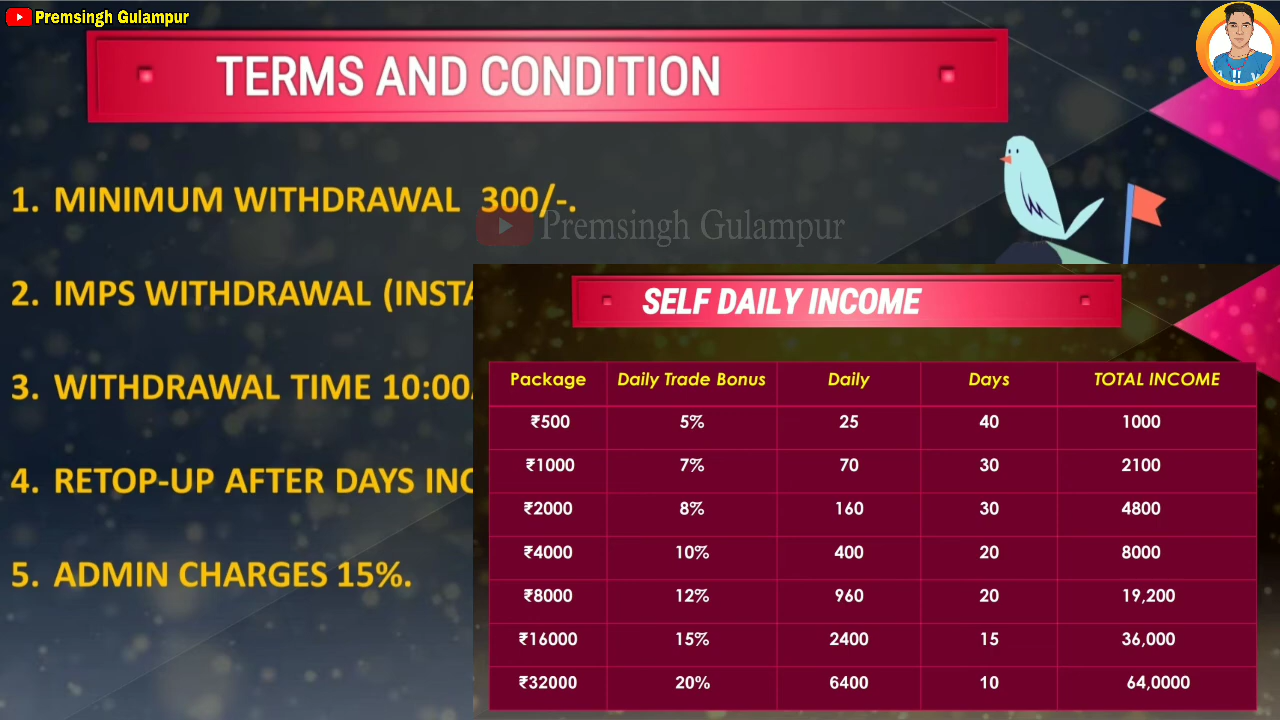 Premsingh Gulampur
TERMS AND CONDITION
1. MINIMUM WITHDRAWAL 300/-.
Premsingh Gulampur
2. IMPS WITHDRAWAL (INSTA
3. WITHDRAWAL TIME 10:00
4. RETOP-UP AFTER DAYS INC
5. ADMIN CHARGES 15%.
SELF DAILY INCOME
Package Daily Trade Bonus Daily Days TOTAL INCOME
₹500 5% 25 40 1000
₹1000 7% 70 30 2100
₹2000 8% 160 30 4800
₹4000 10% 400 20 8000
₹8000 12% 960 20 19,200
₹16000 15% 2400 15 36,000
₹32000 20% 6400 10 64,0000